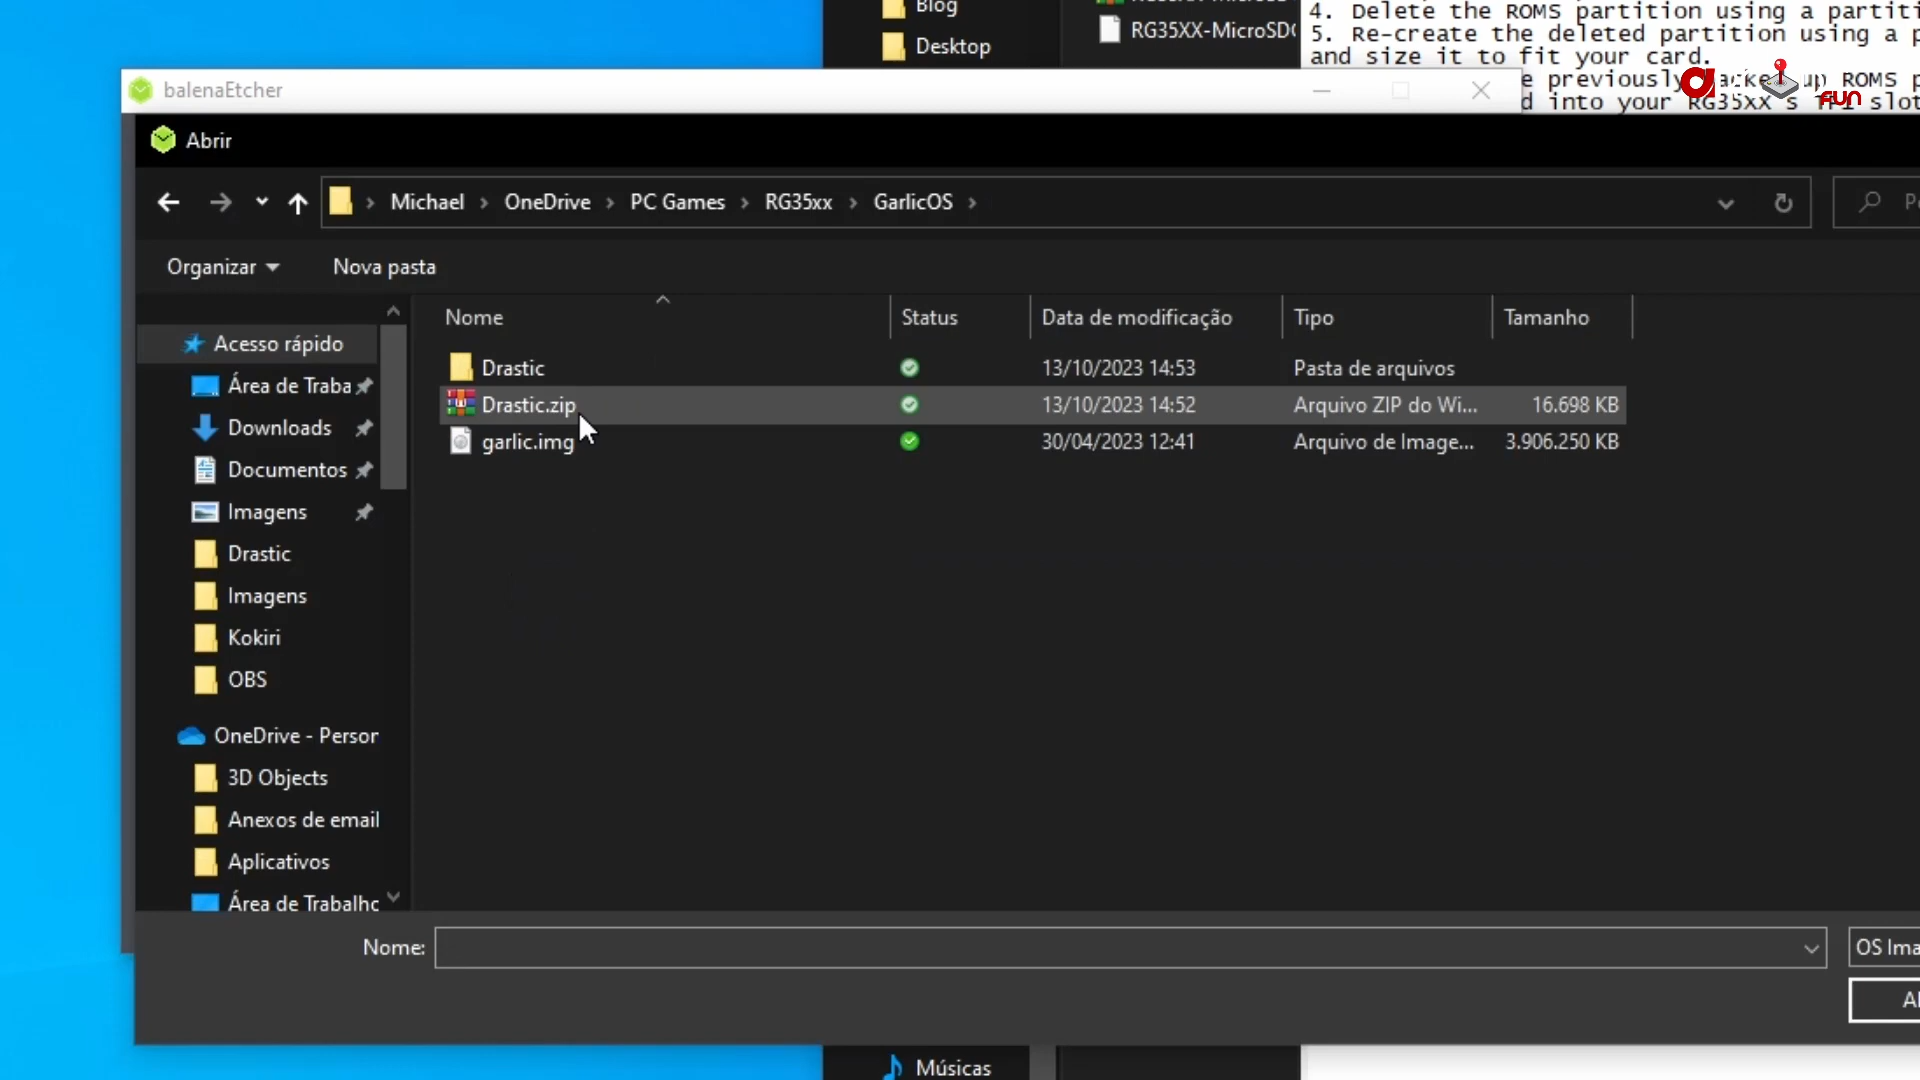 Blog
Desktop
RG35XX-MicroSD
4. Delete the ROMS partition using a partiti
5. Re-create the deleted partition using a p
and size it to fit your card.
e previously backed up ROMS p
d into your RG35XX's TF1 slot
FUN
balenaEtcher
Abrir
Michael > OneDrive > PC Games > RG35xx > GarlicOS >
Organizar
Nova pasta
Nome
Status
Data de modificação
Tipo
Tamanho
Drastic
13/10/2023 14:53
Pasta de arquivos
Drastic.zip
13/10/2023 14:52
Arquivo ZIP do Wi...
16.698 KB
garlic.img
30/04/2023 12:41
Arquivo de Image...
3.906.250 KB
Acesso rápido
Área de Traba
Downloads
Documentos
Imagens
Drastic
Imagens
Kokiri
OBS
OneDrive - Person
3D Objects
Anexos de email
Aplicativos
Área de Trabalho
Nome:
OS Ima
Músicas